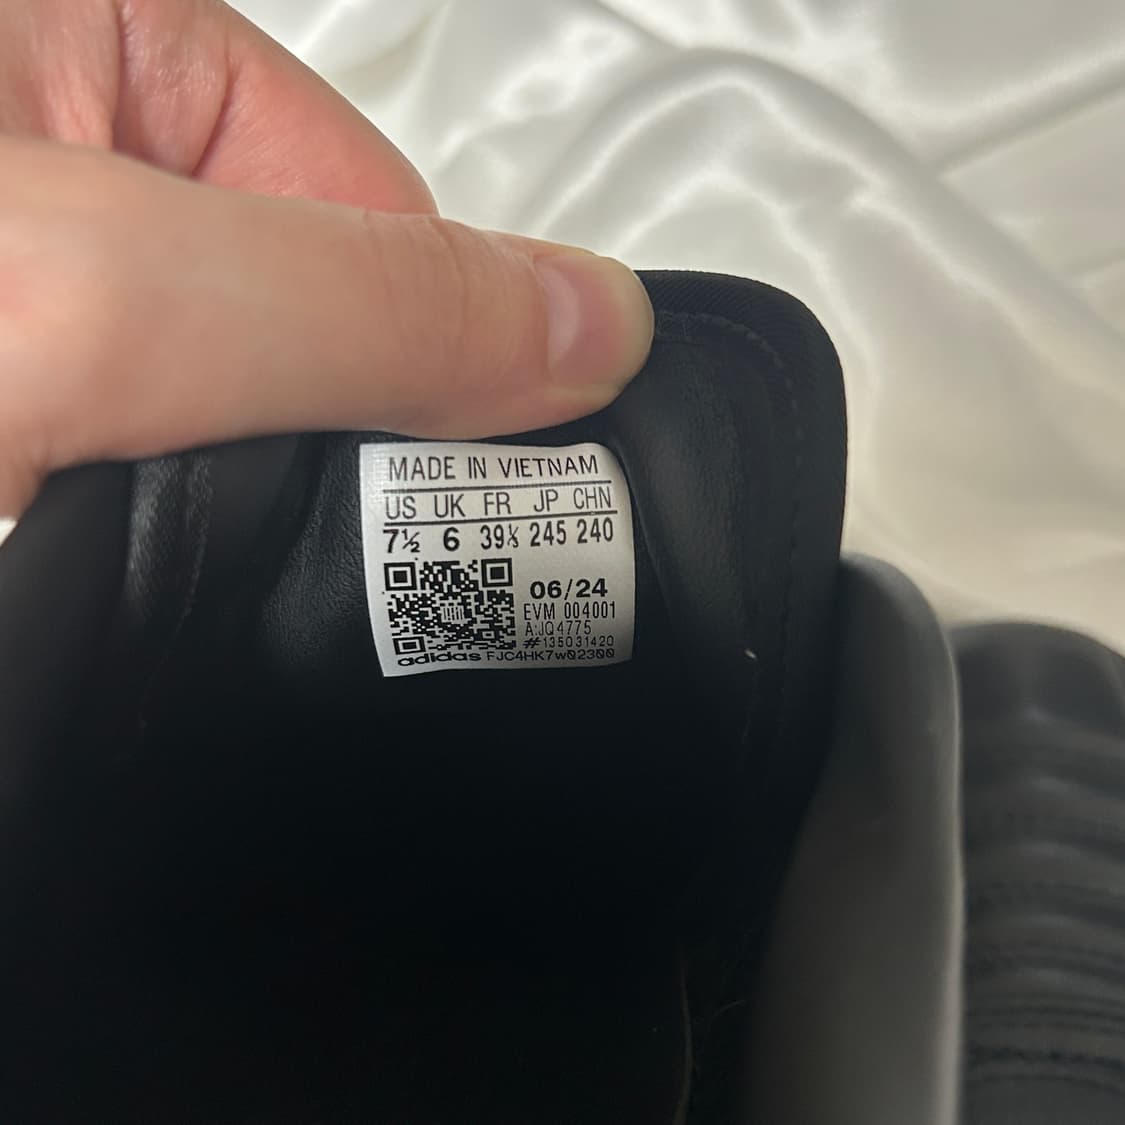 MADE IN VIETNAM
US UK FR JP CHN
7½ 6 39⅓ 245 240
06/24
EVM 004001
A:JQ4775
#135031420
adidas FJC4HK7w02300